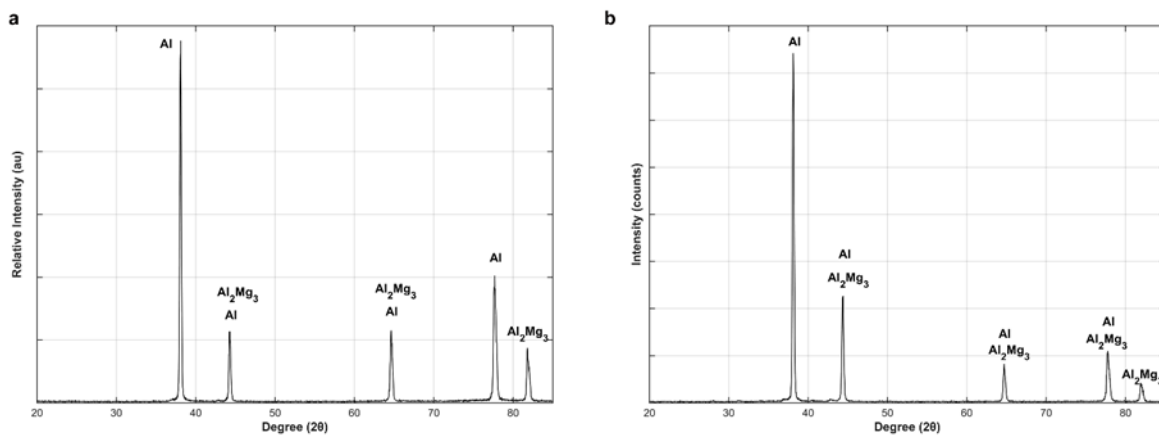 a
Al
Al₂Mg₃
Al
Al₂Mg₃
Al
Al
Al₂Mg₃
Relative Intensity (au)
20 30 40 50 60 70 80
Degree (2θ)
b
Al
Al
Al₂Mg₃
Al
Al₂Mg₃
Al
Al₂Mg₃
Al₂Mg₃
Intensity (counts)
20 30 40 50 60 70 80
Degree (2θ)